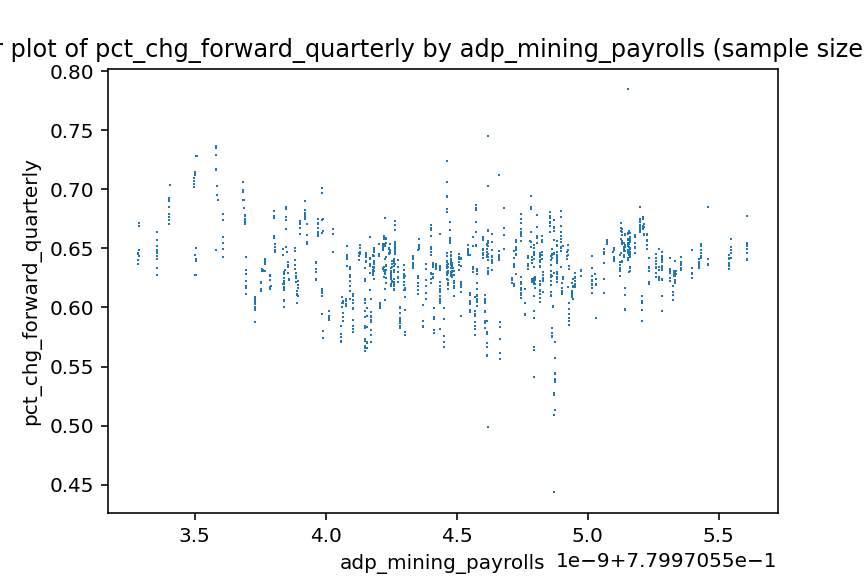 r plot of pct_chg_forward_quarterly by adp_mining_payrolls (sample size
0.80
0.75
0.70
0.65
0.60
0.55
0.50
0.45
pct_chg_forward_quarterly
3.5 4.0 4.5 5.0 5.5
adp_mining_payrolls 1e−9+7.7997055e−1